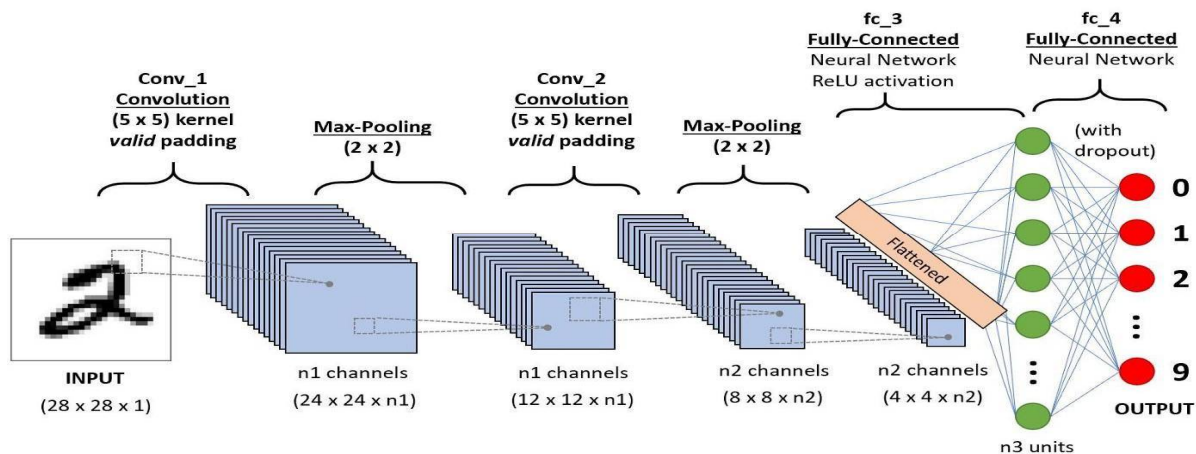 Conv_1
Convolution
(5 x 5) kernel
valid padding
Max-Pooling
(2 x 2)
Conv_2
Convolution
(5 x 5) kernel
valid padding
Max-Pooling
(2 x 2)
fc_3
Fully-Connected
Neural Network
ReLU activation
fc_4
Fully-Connected
Neural Network
(with
dropout)
2
Flattened
0
1
2
9
INPUT
(28 x 28 x 1)
n1 channels
(24 x 24 x n1)
n1 channels
(12 x 12 x n1)
n2 channels
(8 x 8 x n2)
n2 channels
(4 x 4 x n2)
n3 units
OUTPUT